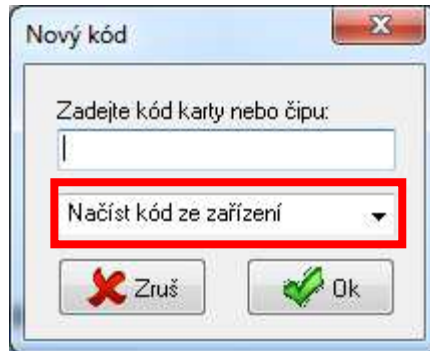 Nový kód
Zadejte kód karty nebo čipu:
Načíst kód ze zařízení
Zruš
Ok